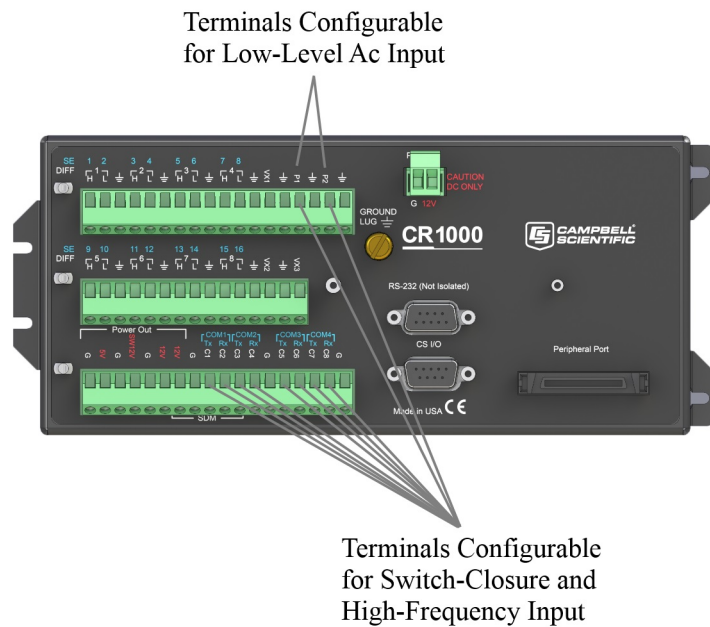 Terminals Configurable
for Low-Level Ac Input
SE 1 2 3 4 5 6 7 8
DIFF H 1 L H 2 L H 3 L H 4 L VX1 P1 P2
G 12V
CAUTION
DC ONLY
GROUND
LUG
CR1000
CAMPBELL
SCIENTIFIC
SE 9 10 11 12 13 14 15 16
DIFF H 5 L H 6 L H 7 L H 8 L VX2 VX3
RS-232 (Not Isolated)
Power Out
COM1 COM2 COM3 COM4
Tx Rx Tx Rx Tx Rx Tx Rx
G 5V G SW12V G 12V 12V G C1 C2 C3 C4 G C5 C6 C7 C8 G
CS I/O
Peripheral Port
SDM
Made in USA CE
Terminals Configurable
for Switch-Closure and
High-Frequency Input